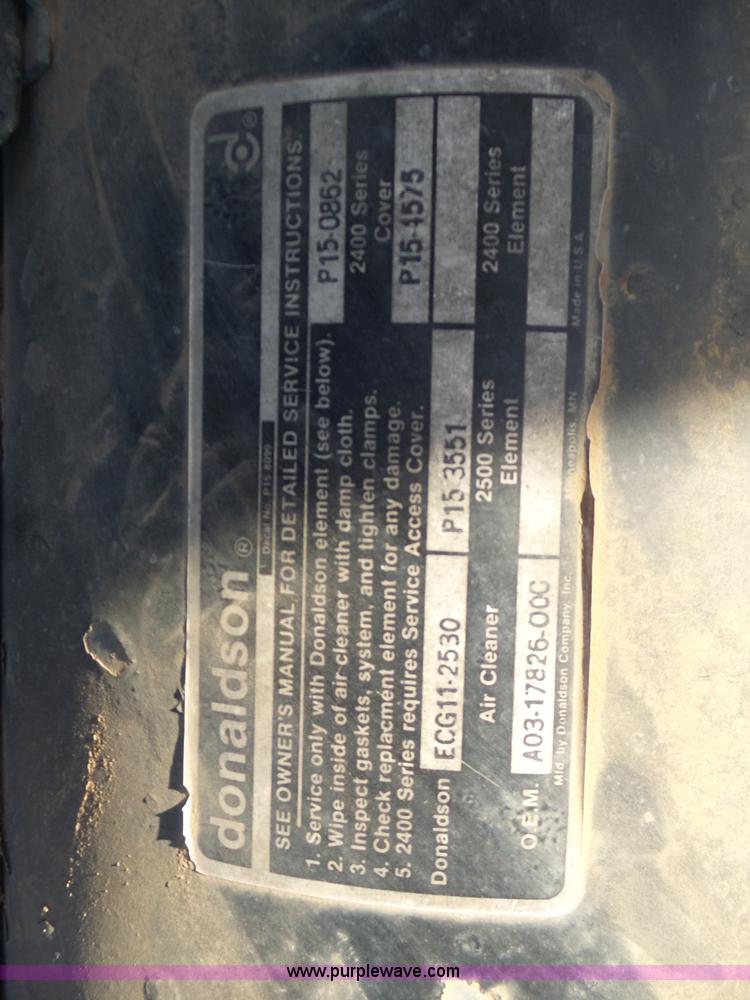 donaldson®
d®
Decal No. P15-8099
SEE OWNER'S MANUAL FOR DETAILED SERVICE INSTRUCTIONS.
1. Service only with Donaldson element (see below).
2. Wipe inside of air cleaner with damp cloth.
3. Inspect gaskets, system, and tighten clamps.
4. Check replacment element for any damage.
5. 2400 Series requires Service Access Cover.
P15-0862
2400 Series
Cover
P15-1575
Donaldson ECG11-2530 P15-3551
Air Cleaner 2500 Series 2400 Series
Element Element
O.E.M. A03-17826-00C
Mfd. by Donaldson Company, Inc. Made in U S A
www.purplewave.com